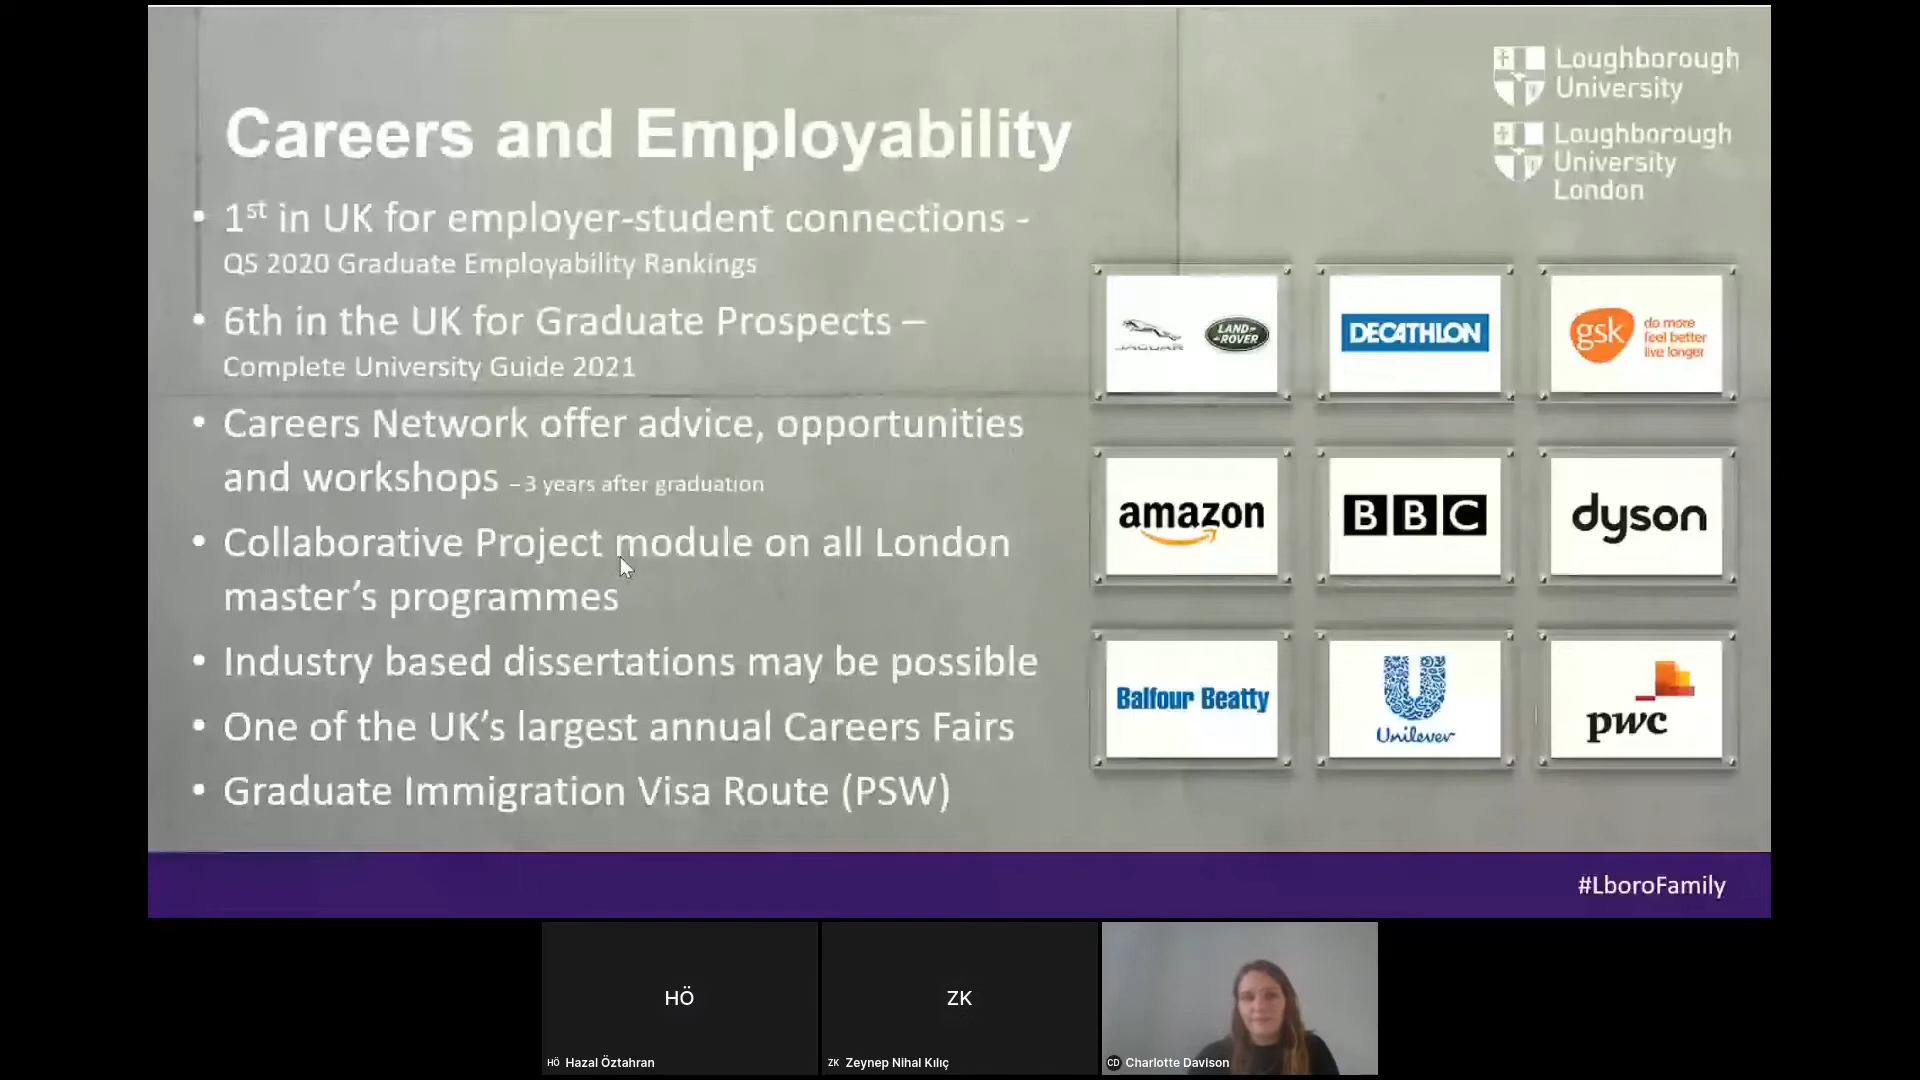 Loughborough
University
Loughborough
University
London
Careers and Employability
• 1st in UK for employer-student connections -
QS 2020 Graduate Employability Rankings
• 6th in the UK for Graduate Prospects –
Complete University Guide 2021
• Careers Network offer advice, opportunities
and workshops – 3 years after graduation
• Collaborative Project module on all London
master’s programmes
• Industry based dissertations may be possible
• One of the UK’s largest annual Careers Fairs
• Graduate Immigration Visa Route (PSW)
JAGUAR
LAND-
ROVER
DECATHLON
gsk
do more
feel better
live longer
amazon
BBC
dyson
Balfour Beatty
Unilever
pwc
#LboroFamily
HÖ
HÖ Hazal Öztahran
ZK
ZK Zeynep Nihal Kılıç
CD Charlotte Davison